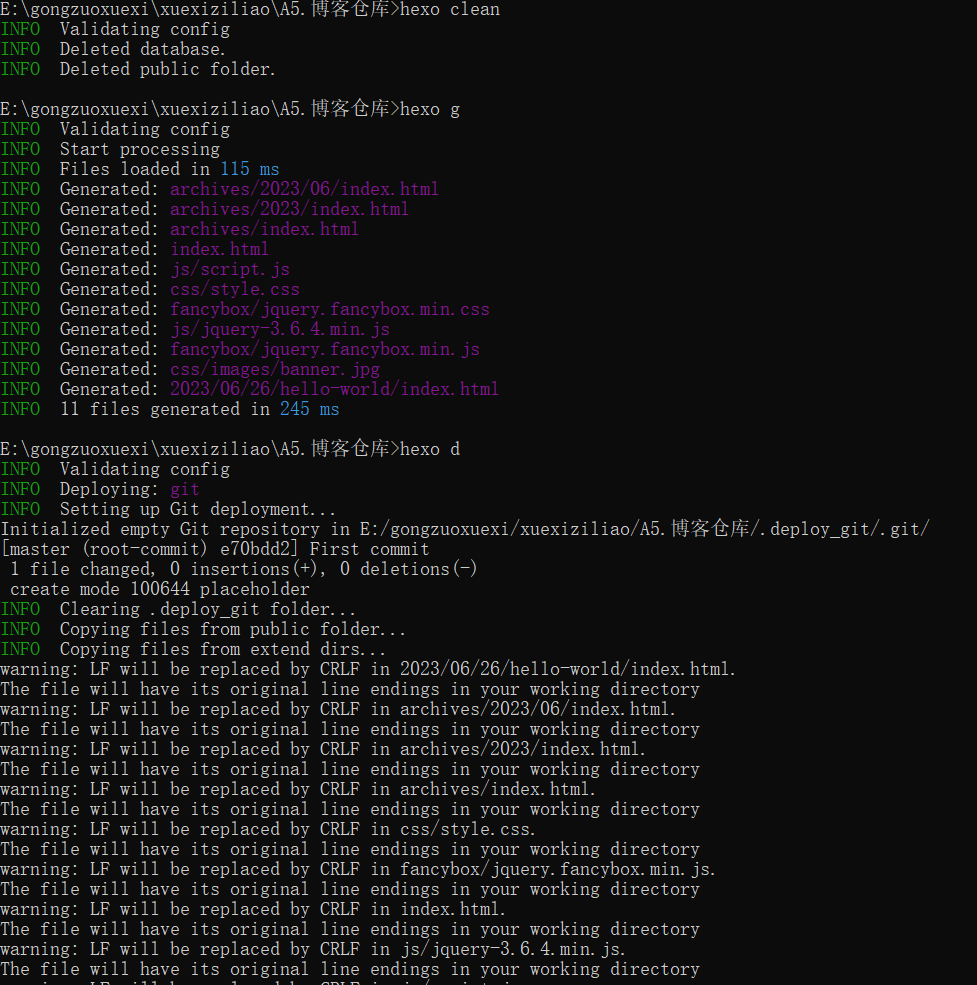 E:\gongzuoxuexi\xuexiziliao\A5.博客仓库>hexo clean
INFO  Validating config
INFO  Deleted database.
INFO  Deleted public folder.
E:\gongzuoxuexi\xuexiziliao\A5.博客仓库>hexo g
INFO  Validating config
INFO  Start processing
INFO  Files loaded in 115 ms
INFO  Generated: archives/2023/06/index.html
INFO  Generated: archives/2023/index.html
INFO  Generated: archives/index.html
INFO  Generated: index.html
INFO  Generated: js/script.js
INFO  Generated: css/style.css
INFO  Generated: fancybox/jquery.fancybox.min.css
INFO  Generated: js/jquery-3.6.4.min.js
INFO  Generated: fancybox/jquery.fancybox.min.js
INFO  Generated: css/images/banner.jpg
INFO  Generated: 2023/06/26/hello-world/index.html
INFO  11 files generated in 245 ms
E:\gongzuoxuexi\xuexiziliao\A5.博客仓库>hexo d
INFO  Validating config
INFO  Deploying: git
INFO  Setting up Git deployment...
Initialized empty Git repository in E:/gongzuoxuexi/xuexiziliao/A5.博客仓库/.deploy_git/.git/
[master (root-commit) e70bdd2] First commit
 1 file changed, 0 insertions(+), 0 deletions(-)
 create mode 100644 placeholder
INFO  Clearing .deploy_git folder...
INFO  Copying files from public folder...
INFO  Copying files from extend dirs...
warning: LF will be replaced by CRLF in 2023/06/26/hello-world/index.html.
The file will have its original line endings in your working directory
warning: LF will be replaced by CRLF in archives/2023/06/index.html.
The file will have its original line endings in your working directory
warning: LF will be replaced by CRLF in archives/2023/index.html.
The file will have its original line endings in your working directory
warning: LF will be replaced by CRLF in archives/index.html.
The file will have its original line endings in your working directory
warning: LF will be replaced by CRLF in css/style.css.
The file will have its original line endings in your working directory
warning: LF will be replaced by CRLF in fancybox/jquery.fancybox.min.js.
The file will have its original line endings in your working directory
warning: LF will be replaced by CRLF in index.html.
The file will have its original line endings in your working directory
warning: LF will be replaced by CRLF in js/jquery-3.6.4.min.js.
The file will have its original line endings in your working directory